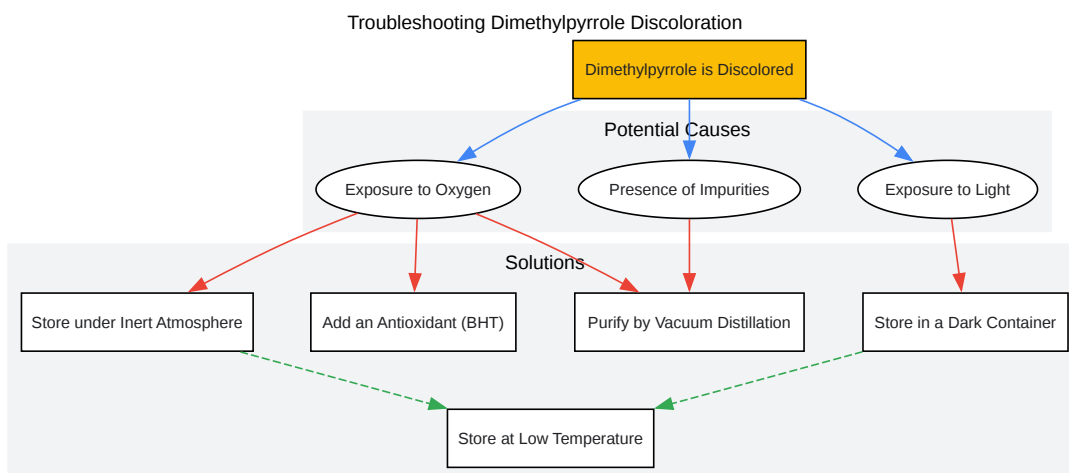 Troubleshooting Dimethylpyrrole Discoloration
Dimethylpyrrole is Discolored
Potential Causes
Exposure to Oxygen
Presence of Impurities
Exposure to Light
Solutions
Store under Inert Atmosphere
Add an Antioxidant (BHT)
Purify by Vacuum Distillation
Store in a Dark Container
Store at Low Temperature